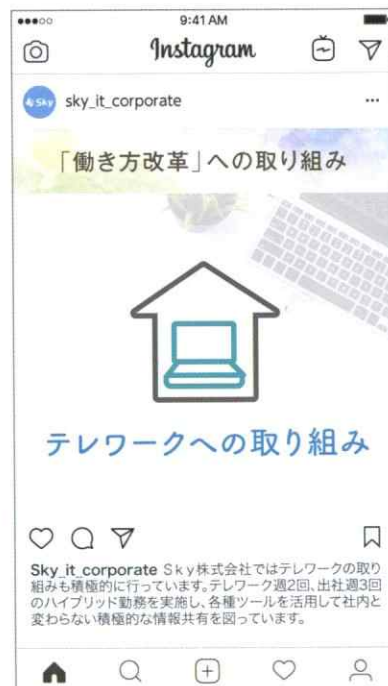 9:41 AM
Instagram
Sky
sky_it_corporate
「働き方改革」への取り組み
テレワークへの取り組み
Sky_it_corporate Ｓｋｙ株式会社ではテレワークの取り
組みも積極的に行っています。テレワーク週2回、出社週3回
のハイブリッド勤務を実施し、各種ツールを活用して社内と
変わらない積極的な情報共有を図っています。